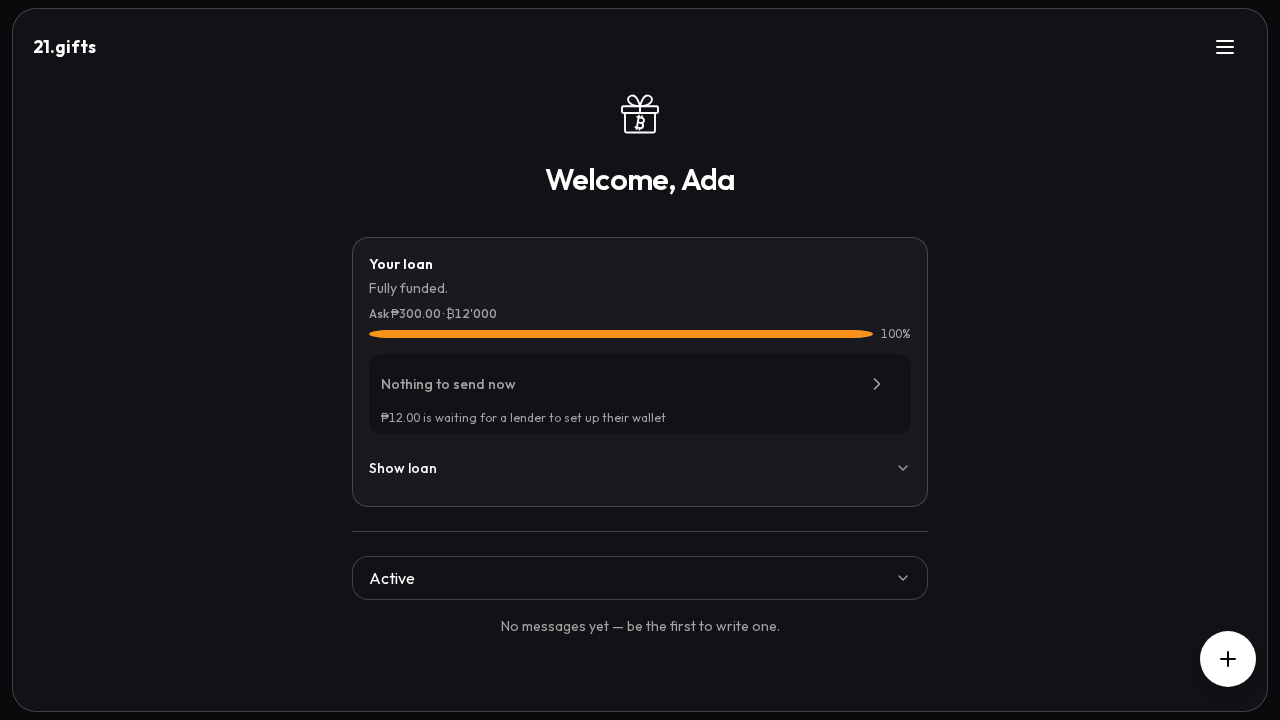 21.gifts
Welcome, Ada
Your loan
Fully funded.
Ask ₱300.00 · ₿12'000
100%
Nothing to send now
₱12.00 is waiting for a lender to set up their wallet
Show loan
Active
No messages yet — be the first to write one.